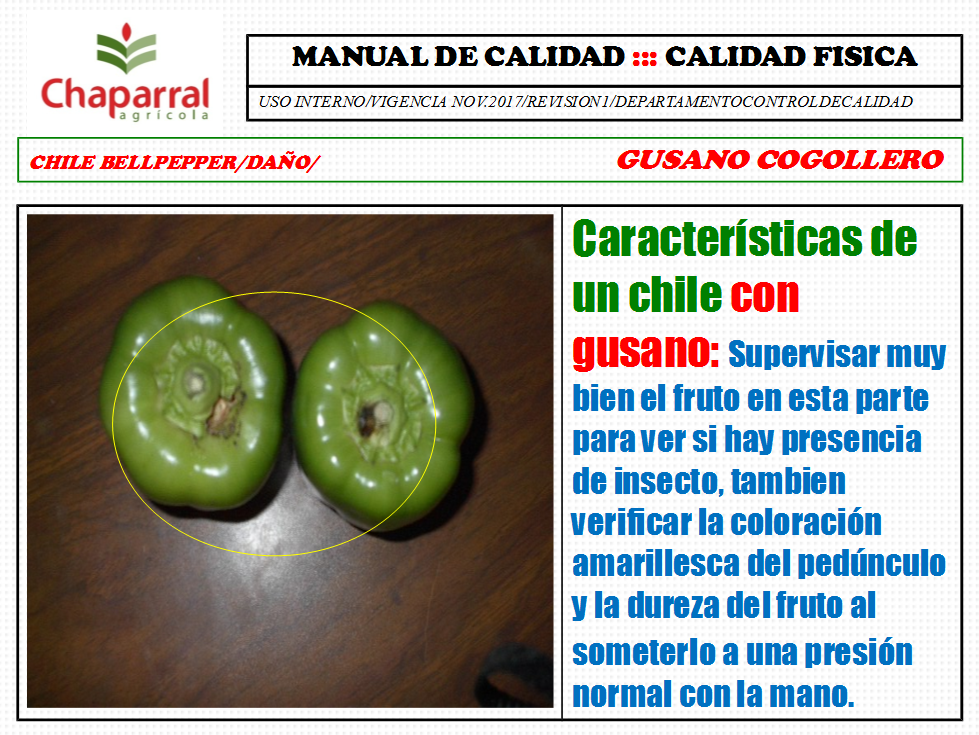 Chaparral
agrícola
MANUAL DE CALIDAD ::: CALIDAD FISICA
USO INTERNO/VIGENCIA NOV.2017/REVISION1/DEPARTAMENTOCONTROLDECALIDAD
CHILE BELLPEPPER/DAÑO/
GUSANO COGOLLERO
Características de
un chile con
gusano: Supervisar muy
bien el fruto en esta parte
para ver si hay presencia
de insecto, tambien
verificar la coloración
amarillesca del pedúnculo
y la dureza del fruto al
someterlo a una presión
normal con la mano.